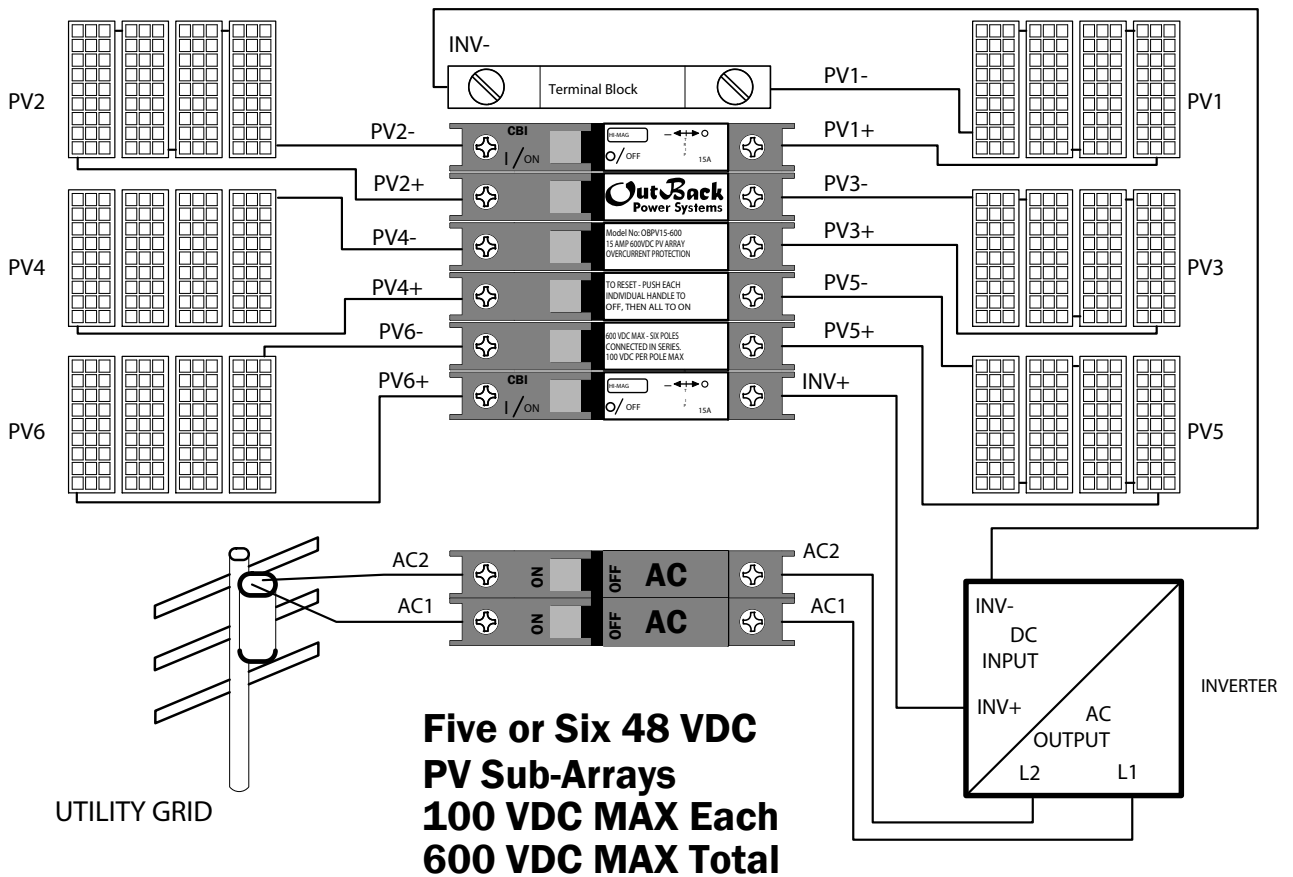 INV-
Terminal Block
PV2
PV1-
PV1
PV2-
CBI
HI-MAG
I/ON
O/OFF
15A
PV1+
PV2+
OutBack
Power Systems
PV3-
PV4-
Model No: OBPV15-600
15 AMP 600VDC PV ARRAY
OVERCURRENT PROTECTION
PV3+
PV4
PV3
PV4+
TO RESET - PUSH EACH
INDIVIDUAL HANDLE TO
OFF, THEN ALL TO ON
PV5-
PV6-
600 VDC MAX - SIX POLES
CONNECTED IN SERIES.
100 VDC PER POLE MAX
PV5+
PV6+
CBI
HI-MAG
I/ON
O/OFF
15A
INV+
PV6
PV5
AC2
ON
OFF
AC
AC2
AC1
ON
OFF
AC
AC1
INV-
DC
INPUT
INVERTER
INV+
AC
OUTPUT
L2
L1
UTILITY GRID
Five or Six 48 VDC
PV Sub-Arrays
100 VDC MAX Each
600 VDC MAX Total